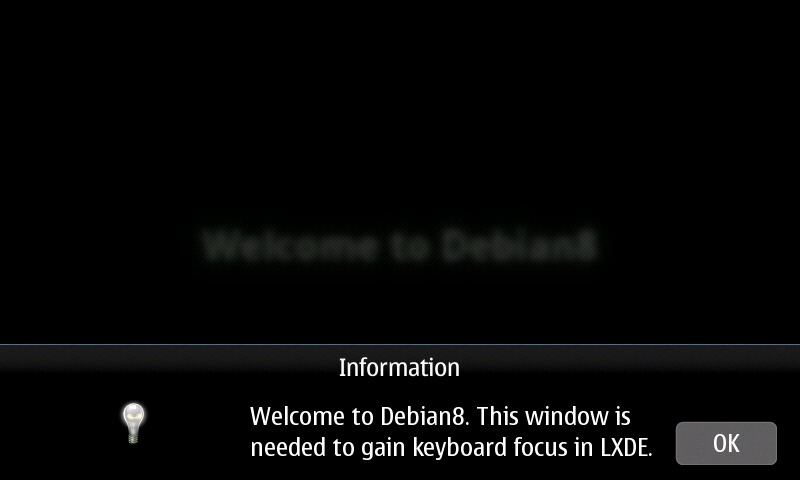 Welcome to Debian8
Information
Welcome to Debian8. This window is
needed to gain keyboard focus in LXDE.
OK